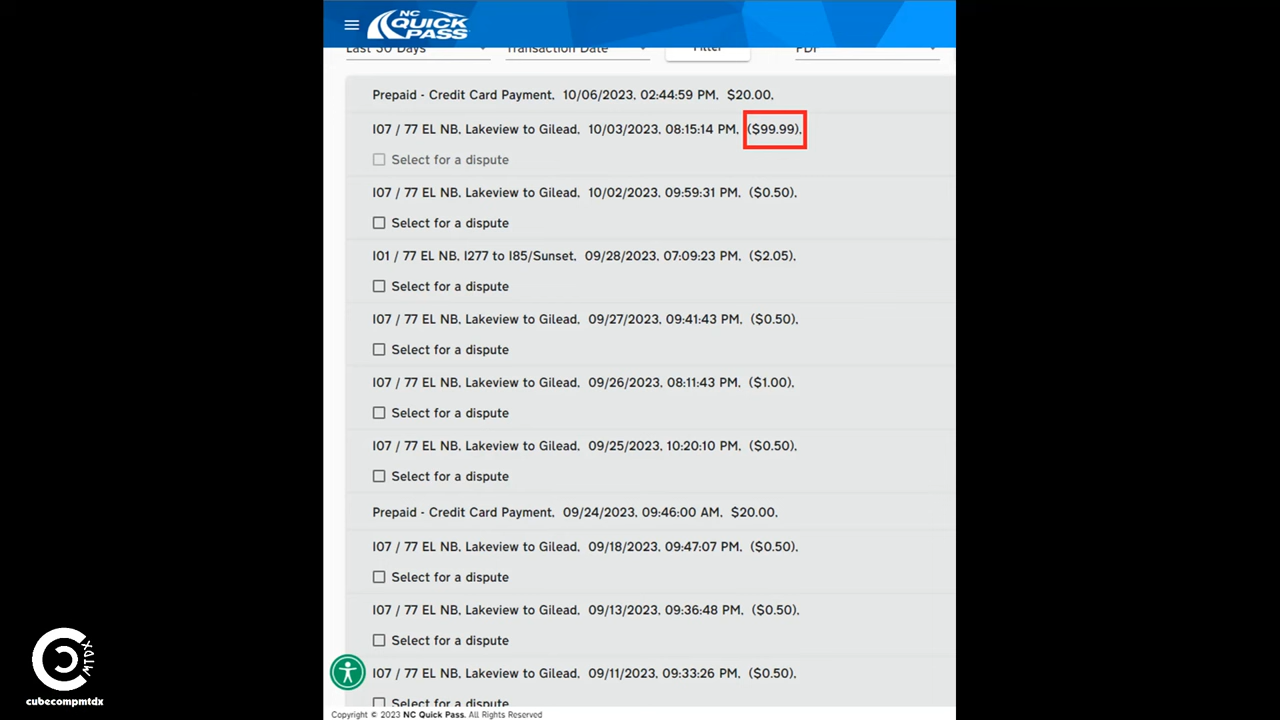 NC
QUICK
PASS
Last 30 Days Transaction Date Filter PDF
Prepaid - Credit Card Payment, 10/06/2023, 02:44:59 PM, $20.00,
I07 / 77 EL NB, Lakeview to Gilead, 10/03/2023, 08:15:14 PM, ($99.99),
Select for a dispute
I07 / 77 EL NB, Lakeview to Gilead, 10/02/2023, 09:59:31 PM, ($0.50),
Select for a dispute
I01 / 77 EL NB, I277 to I85/Sunset, 09/28/2023, 07:09:23 PM, ($2.05),
Select for a dispute
I07 / 77 EL NB, Lakeview to Gilead, 09/27/2023, 09:41:43 PM, ($0.50),
Select for a dispute
I07 / 77 EL NB, Lakeview to Gilead, 09/26/2023, 08:11:43 PM, ($1.00),
Select for a dispute
I07 / 77 EL NB, Lakeview to Gilead, 09/25/2023, 10:20:10 PM, ($0.50),
Select for a dispute
Prepaid - Credit Card Payment, 09/24/2023, 09:46:00 AM, $20.00,
I07 / 77 EL NB, Lakeview to Gilead, 09/18/2023, 09:47:07 PM, ($0.50),
Select for a dispute
I07 / 77 EL NB, Lakeview to Gilead, 09/13/2023, 09:36:48 PM, ($0.50),
Select for a dispute
I07 / 77 EL NB, Lakeview to Gilead, 09/11/2023, 09:33:26 PM, ($0.50),
Select for a dispute
Copyright © 2023 NC Quick Pass. All Rights Reserved
MTDX
cubecompmtdx